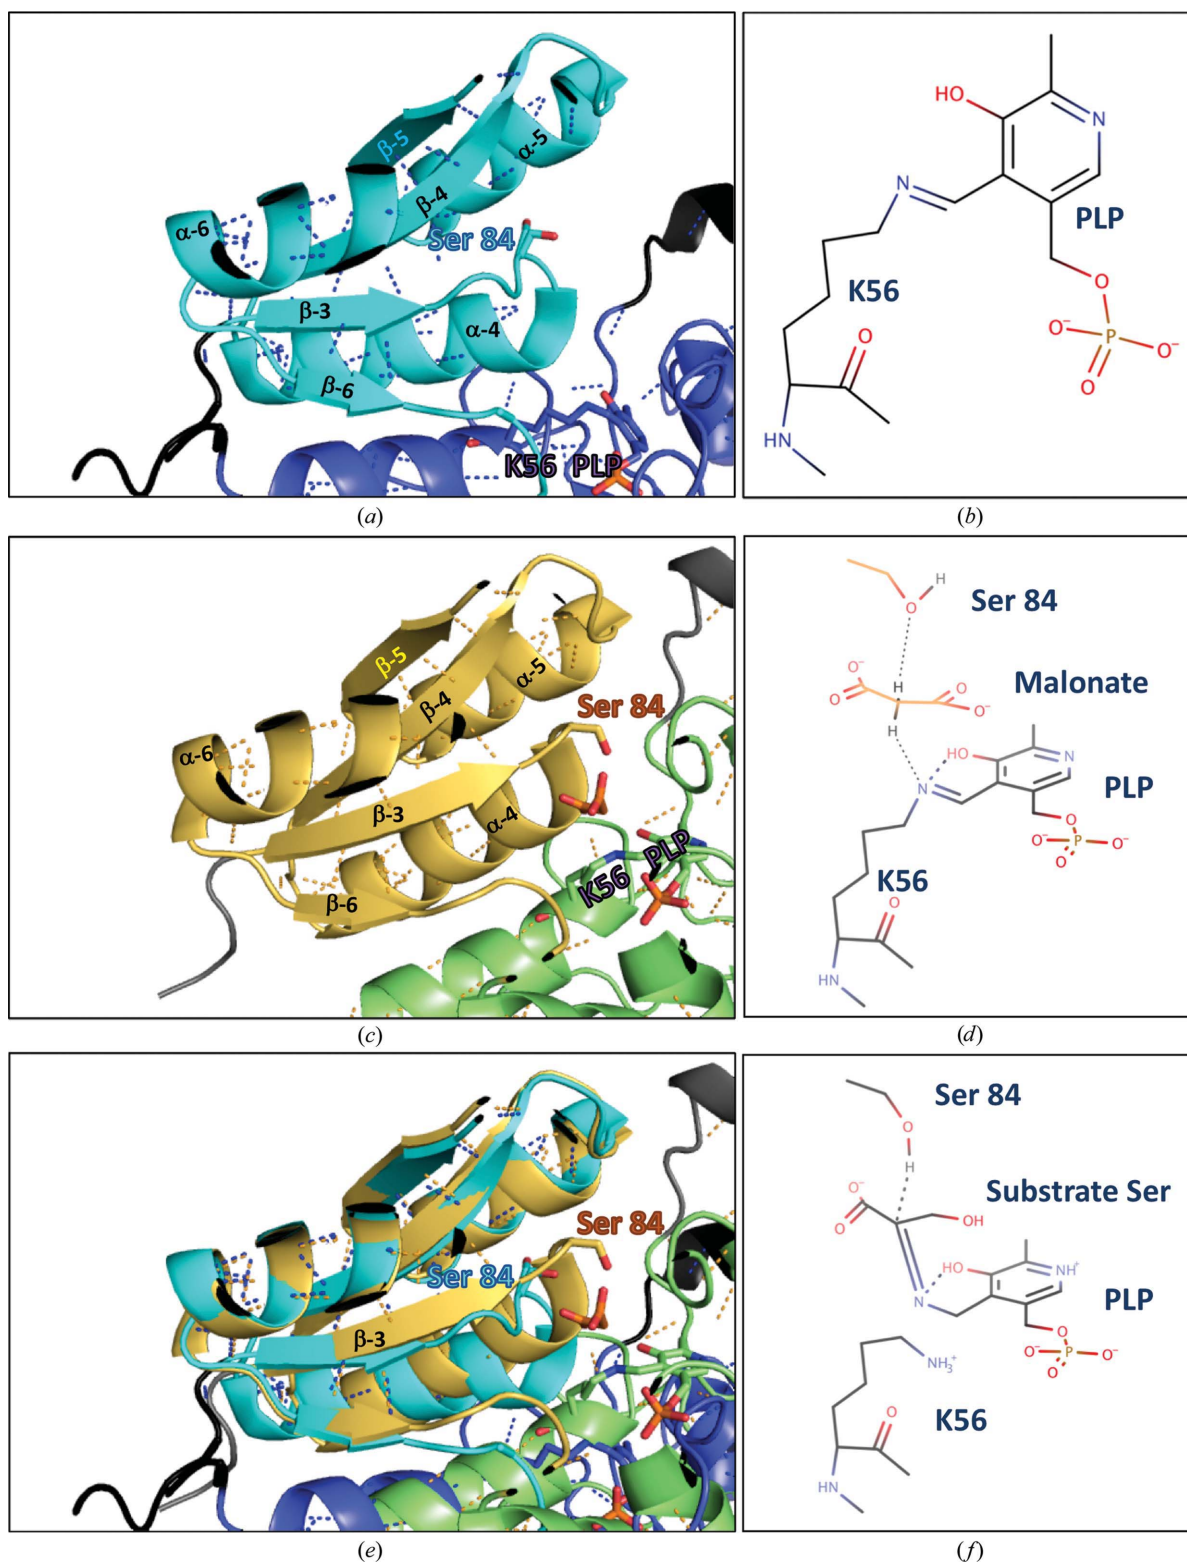 β-5
α-5
β-4
α-6
Ser 84
β-3
α-4
β-6
K56 PLP
(a)
HO
N
N
PLP
O
K56
O⁻
P
O⁻
O
O
HN
(b)
β-5
α-5
β-4
α-6
Ser 84
β-3
α-4
PLP
K56
β-6
(c)
H
O
Ser 84
O⁻
O
H
H
O
O⁻
Malonate
HO
N
N
PLP
O
O⁻
P
O⁻
O
K56
O
HN
(d)
Ser 84
Ser 84
β-3
(e)
Ser 84
O
H
O⁻
O
Substrate Ser
OH
HO
NH⁺
N
PLP
O
O⁻
P
O⁻
O
NH₃⁺
K56
O
HN
(f)